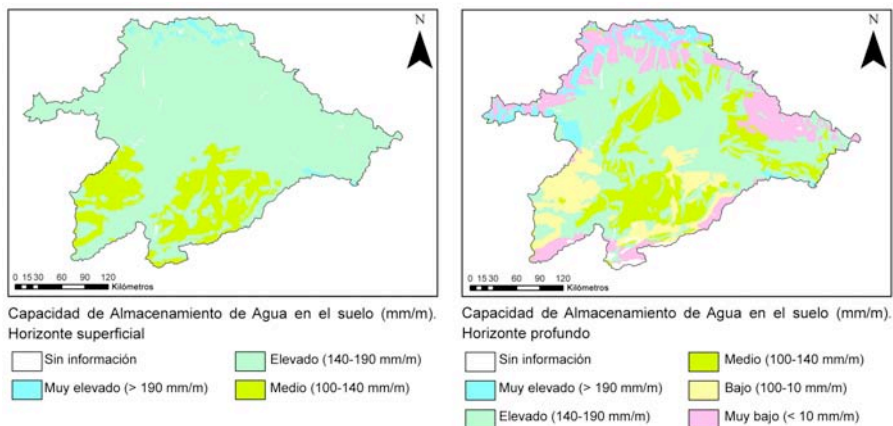 N
0 15 30 60 90 120
Kilómetros
Capacidad de Almacenamiento de Agua en el suelo (mm/m).
Horizonte superficial
Sin información
Elevado (140-190 mm/m)
Muy elevado (> 190 mm/m)
Medio (100-140 mm/m)
N
0 15 30 60 90 120
Kilómetros
Capacidad de Almacenamiento de Agua en el suelo (mm/m).
Horizonte profundo
Sin información
Medio (100-140 mm/m)
Muy elevado (> 190 mm/m)
Bajo (100-10 mm/m)
Elevado (140-190 mm/m)
Muy bajo (< 10 mm/m)